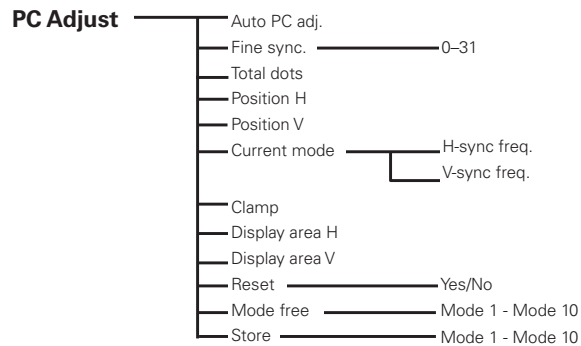 PC Adjust
Auto PC adj.
Fine sync. 0–31
Total dots
Position H
Position V
Current mode H-sync freq.
V-sync freq.
Clamp
Display area H
Display area V
Reset Yes/No
Mode free Mode 1 - Mode 10
Store Mode 1 - Mode 10